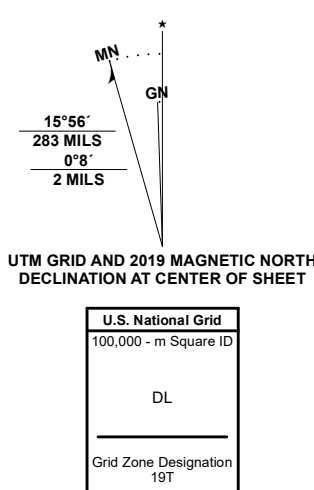 ★
MN
GN
15°56´
283 MILS
0°8´
2 MILS
UTM GRID AND 2019 MAGNETIC NORTH
DECLINATION AT CENTER OF SHEET
U.S. National Grid
100,000 - m Square ID
DL
Grid Zone Designation
19T